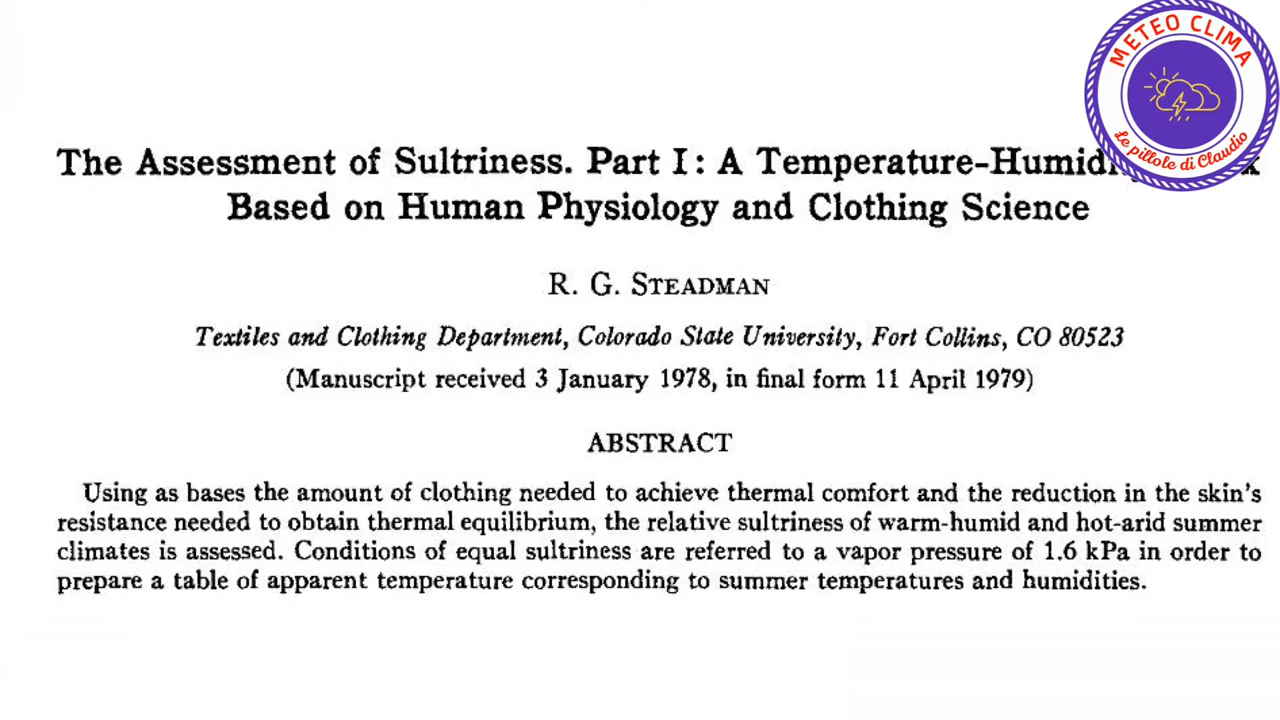 METEO CLIMA
Le pillole di Claudio
The Assessment of Sultriness. Part I: A Temperature-Humidity
Based on Human Physiology and Clothing Science
R. G. STEADMAN
Textiles and Clothing Department, Colorado State University, Fort Collins, CO 80523
(Manuscript received 3 January 1978, in final form 11 April 1979)
ABSTRACT
Using as bases the amount of clothing needed to achieve thermal comfort and the reduction in the skin's
resistance needed to obtain thermal equilibrium, the relative sultriness of warm-humid and hot-arid summer
climates is assessed. Conditions of equal sultriness are referred to a vapor pressure of 1.6 kPa in order to
prepare a table of apparent temperature corresponding to summer temperatures and humidities.